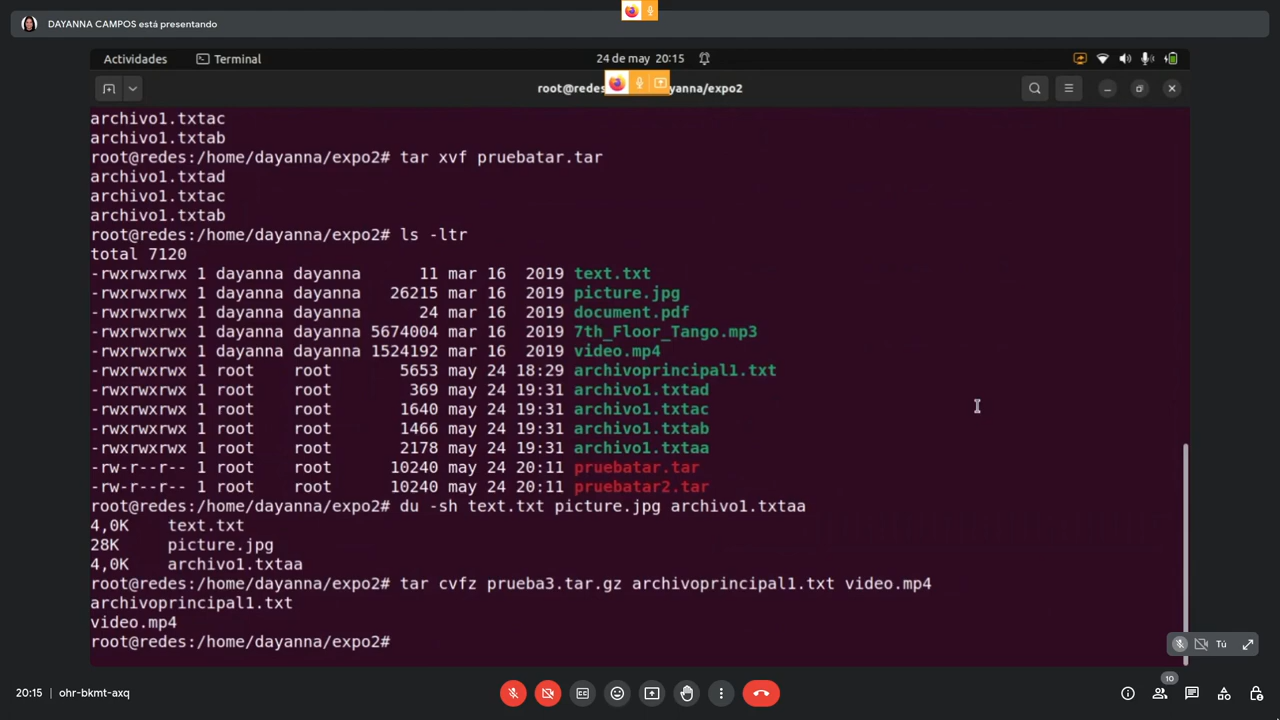 DAYANNA CAMPOS está presentando
Actividades
Terminal
24 de may 20:15
root@redes:
ayanna/expo2
archivo1.txtac
archivo1.txtab
root@redes:/home/dayanna/expo2# tar xvf pruebatar.tar
archivo1.txtad
archivo1.txtac
archivo1.txtab
root@redes:/home/dayanna/expo2# ls -ltr
total 7120
-rwxrwxrwx 1 dayanna dayanna 11 mar 16 2019 text.txt
-rwxrwxrwx 1 dayanna dayanna 26215 mar 16 2019 picture.jpg
-rwxrwxrwx 1 dayanna dayanna 24 mar 16 2019 document.pdf
-rwxrwxrwx 1 dayanna dayanna 5674004 mar 16 2019 7th_Floor_Tango.mp3
-rwxrwxrwx 1 dayanna dayanna 1524192 mar 16 2019 video.mp4
-rwxrwxrwx 1 root root 5653 may 24 18:29 archivoprincipal1.txt
-rwxrwxrwx 1 root root 369 may 24 19:31 archivo1.txtad
-rwxrwxrwx 1 root root 1640 may 24 19:31 archivo1.txtac
-rwxrwxrwx 1 root root 1466 may 24 19:31 archivo1.txtab
-rwxrwxrwx 1 root root 2178 may 24 19:31 archivo1.txtaa
-rw-r--r-- 1 root root 10240 may 24 20:11 pruebatar.tar
-rw-r--r-- 1 root root 10240 may 24 20:11 pruebatar2.tar
root@redes:/home/dayanna/expo2# du -sh text.txt picture.jpg archivo1.txtaa
4,0K text.txt
28K picture.jpg
4,0K archivo1.txtaa
root@redes:/home/dayanna/expo2# tar cvfz prueba3.tar.gz archivoprincipal1.txt video.mp4
archivoprincipal1.txt
video.mp4
root@redes:/home/dayanna/expo2#
Tú
20:15
ohr-bkmt-axq
10